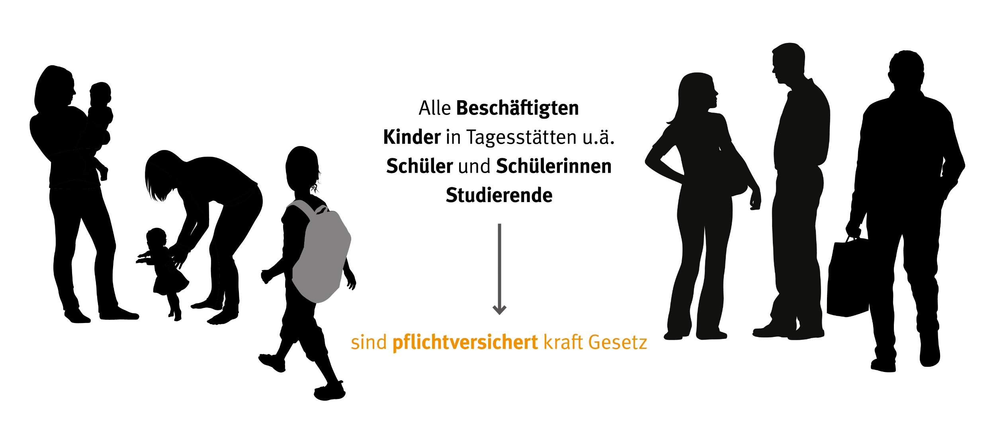 Alle Beschäftigten
Kinder in Tagesstätten u.ä.
Schüler und Schülerinnen
Studierende
sind pflichtversichert kraft Gesetz